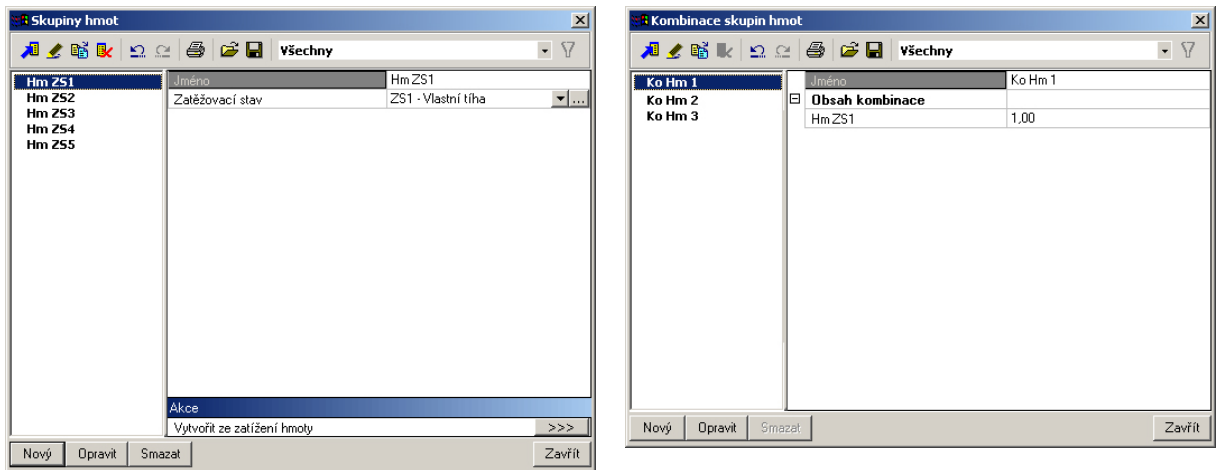 Skupiny hmot
Všechny
Hm ZS1
Hm ZS2
Hm ZS3
Hm ZS4
Hm ZS5
Jméno Hm ZS1
Zatěžovací stav ZS1 - Vlastní tíha ...
Akce
Vytvořit ze zatížení hmoty >>>
Nový Opravit Smazat Zavřít
Kombinace skupin hmot
Všechny
Ko Hm 1
Ko Hm 2
Ko Hm 3
Jméno Ko Hm 1
Obsah kombinace
Hm ZS1 1,00
Nový Opravit Smazat Zavřít